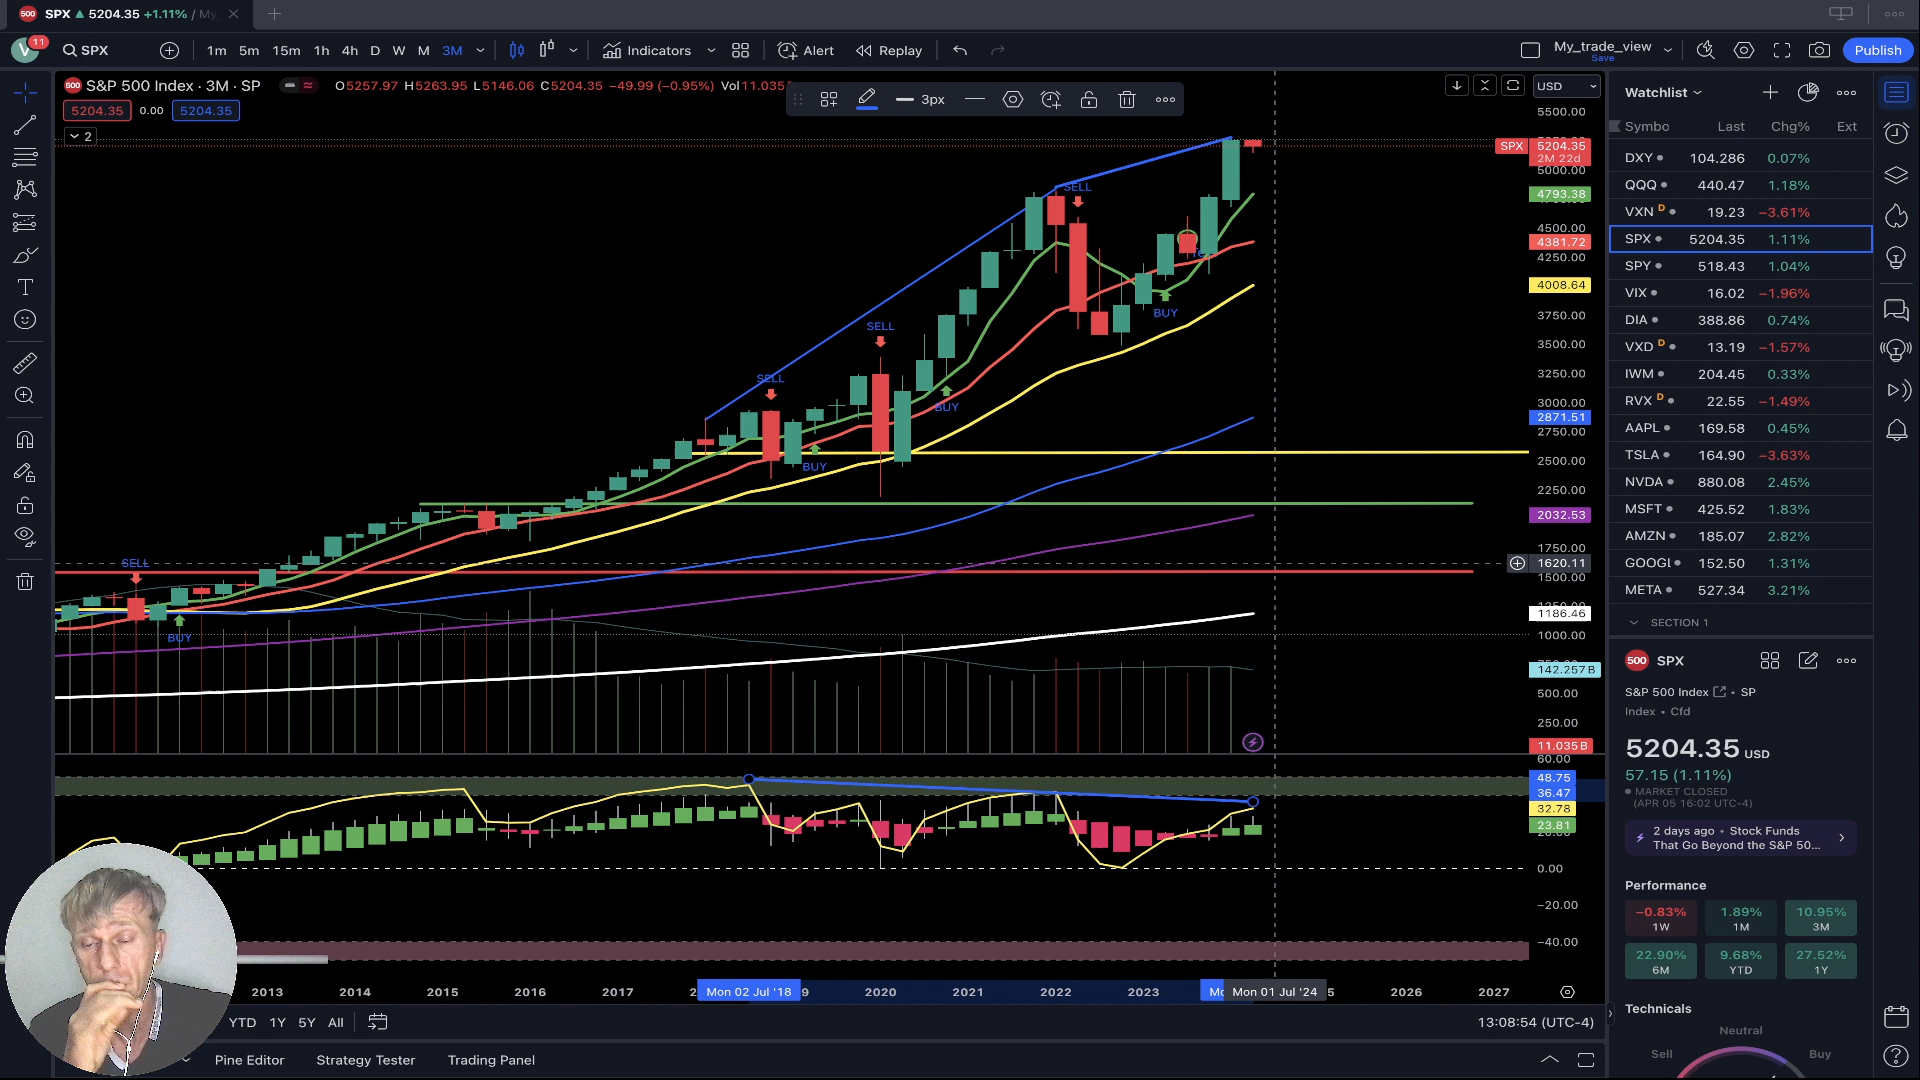 500 SPX ▲ 5204.35 +1.11% / My_
V 11 SPX 1m 5m 15m 1h 4h D W M 3M Indicators Alert Replay My_trade_view Save Publish
500 S&P 500 Index · 3M · SP O5257.97 H5263.95 L5146.06 C5204.35 −49.99 (−0.95%) Vol11.035
5204.35 0.00 5204.35
3px
USD
2
5500.00
SPX 5204.35
2M 22d
5000.00
4793.38
4500.00
4381.72
4250.00
4008.64
3750.00
3500.00
3250.00
3000.00
2871.51
2750.00
2500.00
2250.00
2032.53
1750.00
1620.11
1500.00
1186.46
1000.00
142.257B
500.00
250.00
11.035B
60.00
48.75
36.47
32.78
23.81
0.00
−20.00
−40.00
SELL
BUY
SELL
BUY
SELL
BUY
SELL
BUY
2013 2014 2015 2016 2017 Mon 02 Jul '18 2020 2021 2022 2023 Mon 01 Jul '24 2026 2027
YTD 1Y 5Y All 13:08:54 (UTC-4)
Pine Editor Strategy Tester Trading Panel
Watchlist
Symbo Last Chg% Ext
DXY 104.286 0.07%
QQQ 440.47 1.18%
VXN D 19.23 −3.61%
SPX 5204.35 1.11%
SPY 518.43 1.04%
VIX 16.02 −1.96%
DIA 388.86 0.74%
VXD D 13.19 −1.57%
IWM 204.45 0.33%
RVX D 22.55 −1.49%
AAPL 169.58 0.45%
TSLA 164.90 −3.63%
NVDA 880.08 2.45%
MSFT 425.52 1.83%
AMZN 185.07 2.82%
GOOGL 152.50 1.31%
META 527.34 3.21%
SECTION 1
500 SPX
S&P 500 Index • SP
Index • Cfd
5204.35 USD
57.15 (1.11%)
MARKET CLOSED
(APR 05 16:02 UTC-4)
2 days ago • Stock Funds
That Go Beyond the S&P 50...
Performance
−0.83% 1.89% 10.95%
1W 1M 3M
22.90% 9.68% 27.52%
6M YTD 1Y
Technicals
Neutral
Sell Buy